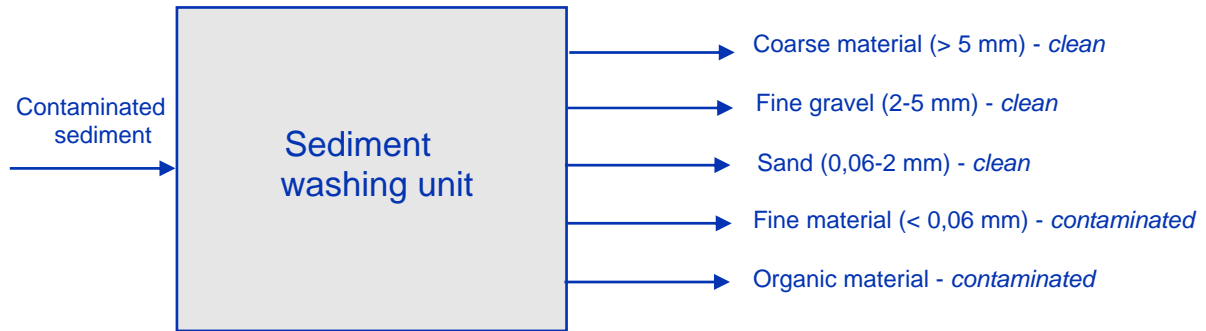 Contaminated
sediment
Sediment
washing unit
Coarse material (> 5 mm) - clean
Fine gravel (2-5 mm) - clean
Sand (0,06-2 mm) - clean
Fine material (< 0,06 mm) - contaminated
Organic material - contaminated